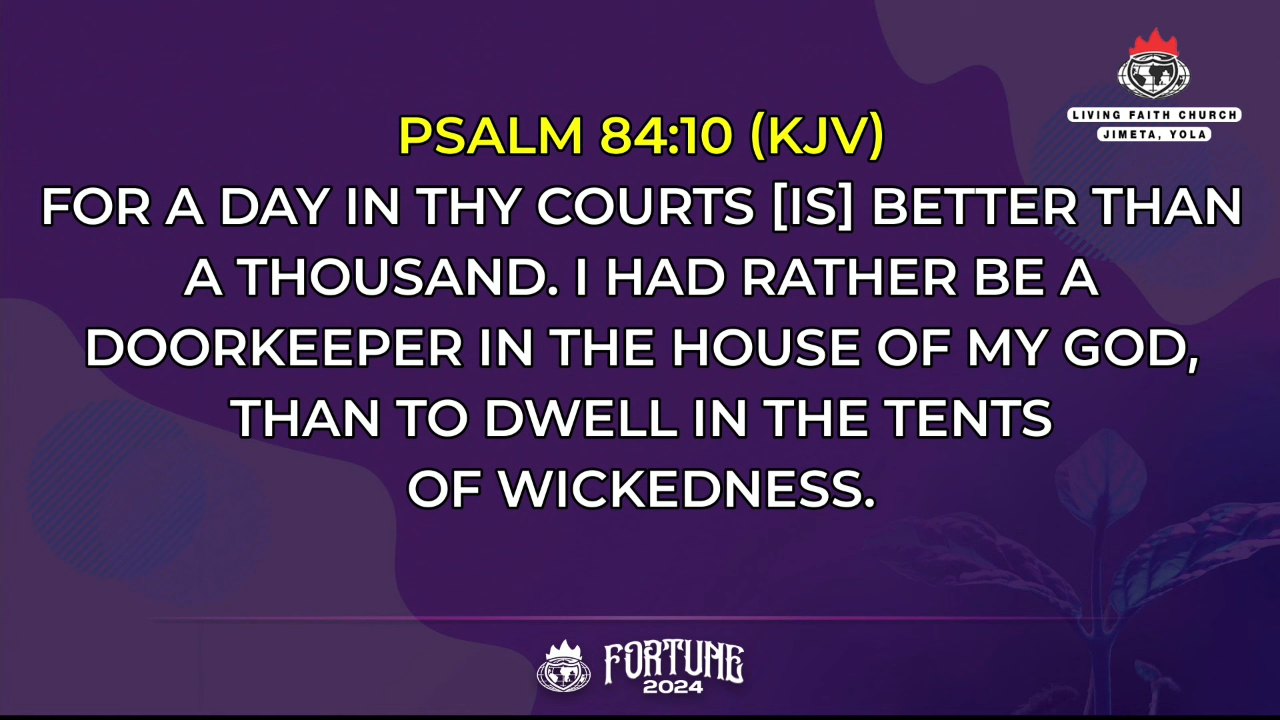 LIVING FAITH CHURCH
JIMETA, YOLA
PSALM 84:10 (KJV)
FOR A DAY IN THY COURTS [IS] BETTER THAN
A THOUSAND. I HAD RATHER BE A
DOORKEEPER IN THE HOUSE OF MY GOD,
THAN TO DWELL IN THE TENTS
OF WICKEDNESS.
FORTUNE
2024